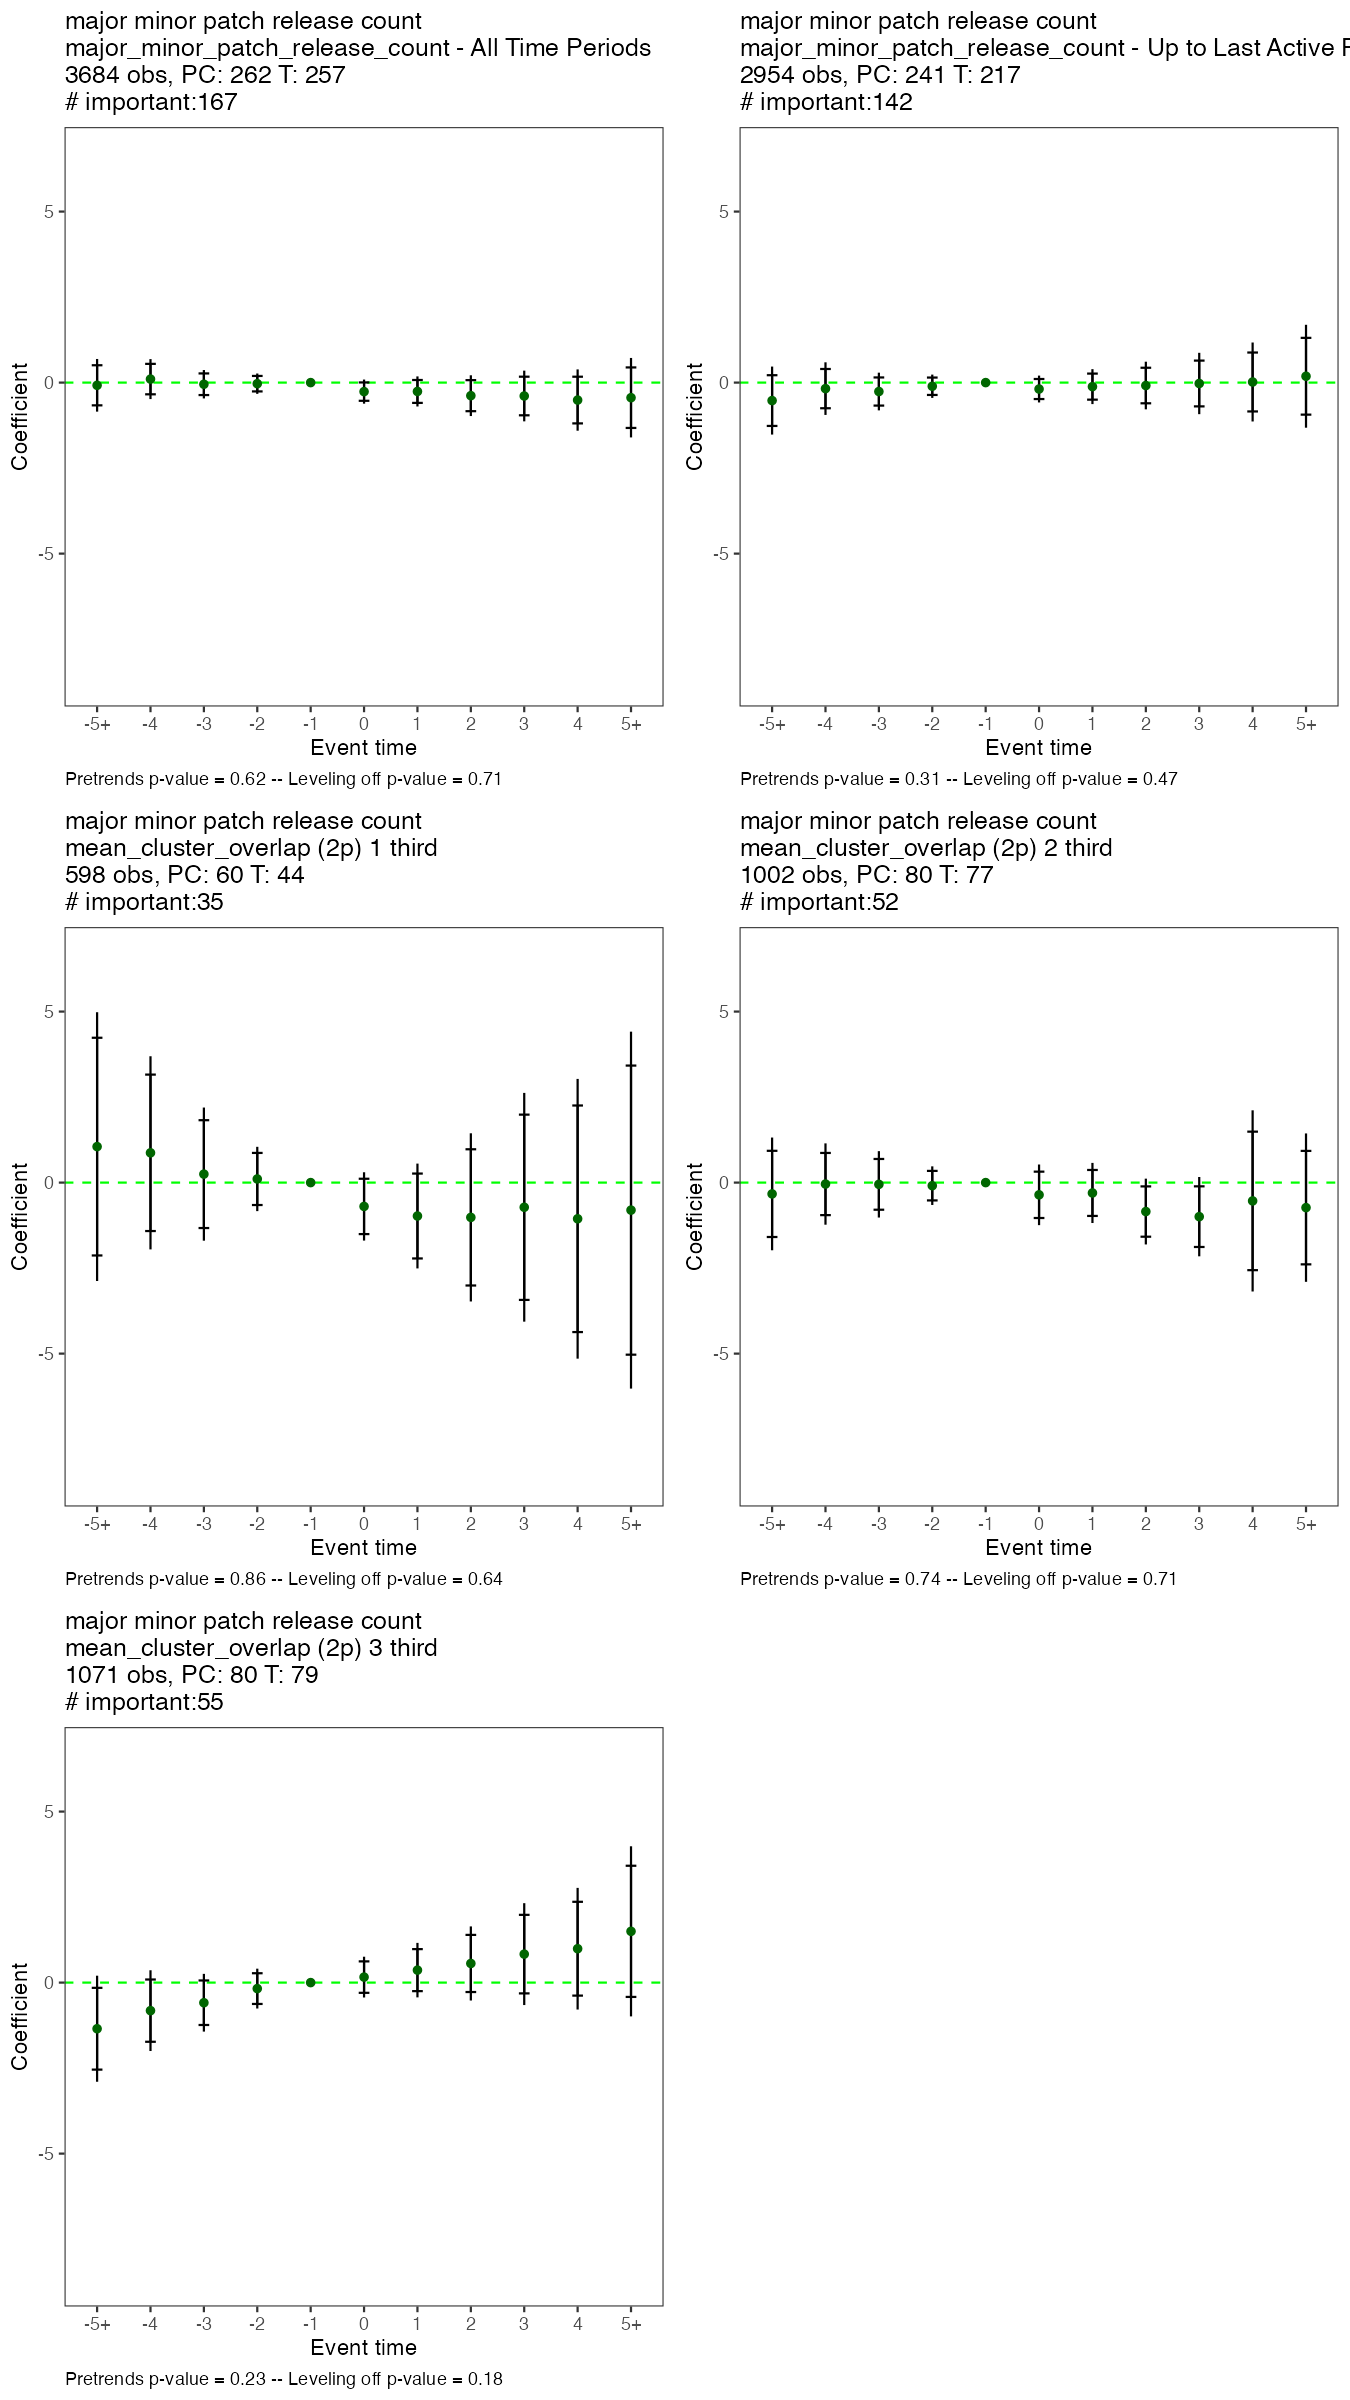 major minor patch release count
major_minor_patch_release_count - All Time Periods
3684 obs, PC: 262 T: 257
# important:167
5
0
-5
Coefficient
-5+ -4 -3 -2 -1 0 1 2 3 4 5+
Event time
Pretrends p-value = 0.62 -- Leveling off p-value = 0.71
major minor patch release count
major_minor_patch_release_count - Up to Last Active
2954 obs, PC: 241 T: 217
# important:142
5
0
-5
Coefficient
-5+ -4 -3 -2 -1 0 1 2 3 4 5+
Event time
Pretrends p-value = 0.31 -- Leveling off p-value = 0.47
major minor patch release count
mean_cluster_overlap (2p) 1 third
598 obs, PC: 60 T: 44
# important:35
5
0
-5
Coefficient
-5+ -4 -3 -2 -1 0 1 2 3 4 5+
Event time
Pretrends p-value = 0.86 -- Leveling off p-value = 0.64
major minor patch release count
mean_cluster_overlap (2p) 2 third
1002 obs, PC: 80 T: 77
# important:52
5
0
-5
Coefficient
-5+ -4 -3 -2 -1 0 1 2 3 4 5+
Event time
Pretrends p-value = 0.74 -- Leveling off p-value = 0.71
major minor patch release count
mean_cluster_overlap (2p) 3 third
1071 obs, PC: 80 T: 79
# important:55
5
0
-5
Coefficient
-5+ -4 -3 -2 -1 0 1 2 3 4 5+
Event time
Pretrends p-value = 0.23 -- Leveling off p-value = 0.18